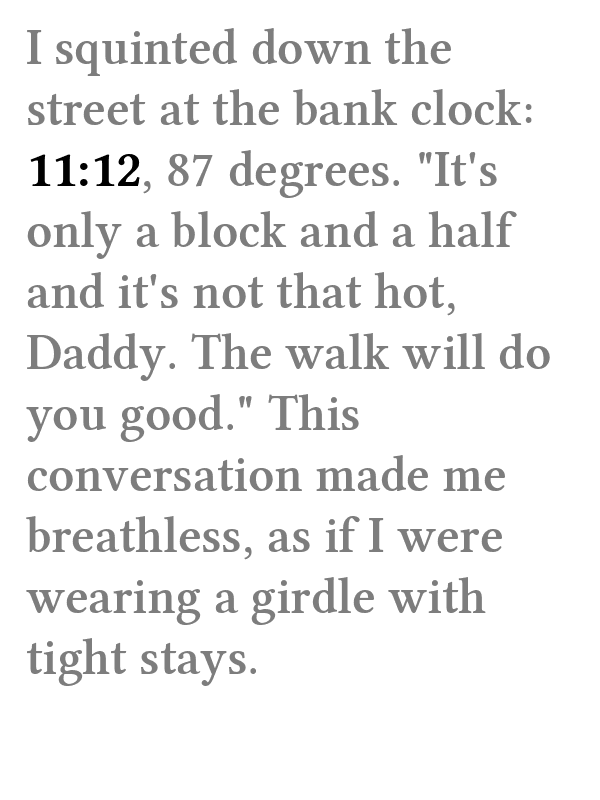 I squinted down the
street at the bank clock:
11:12, 87 degrees. "It's
only a block and a half
and it's not that hot,
Daddy. The walk will do
you good." This
conversation made me
breathless, as if I were
wearing a girdle with
tight stays.